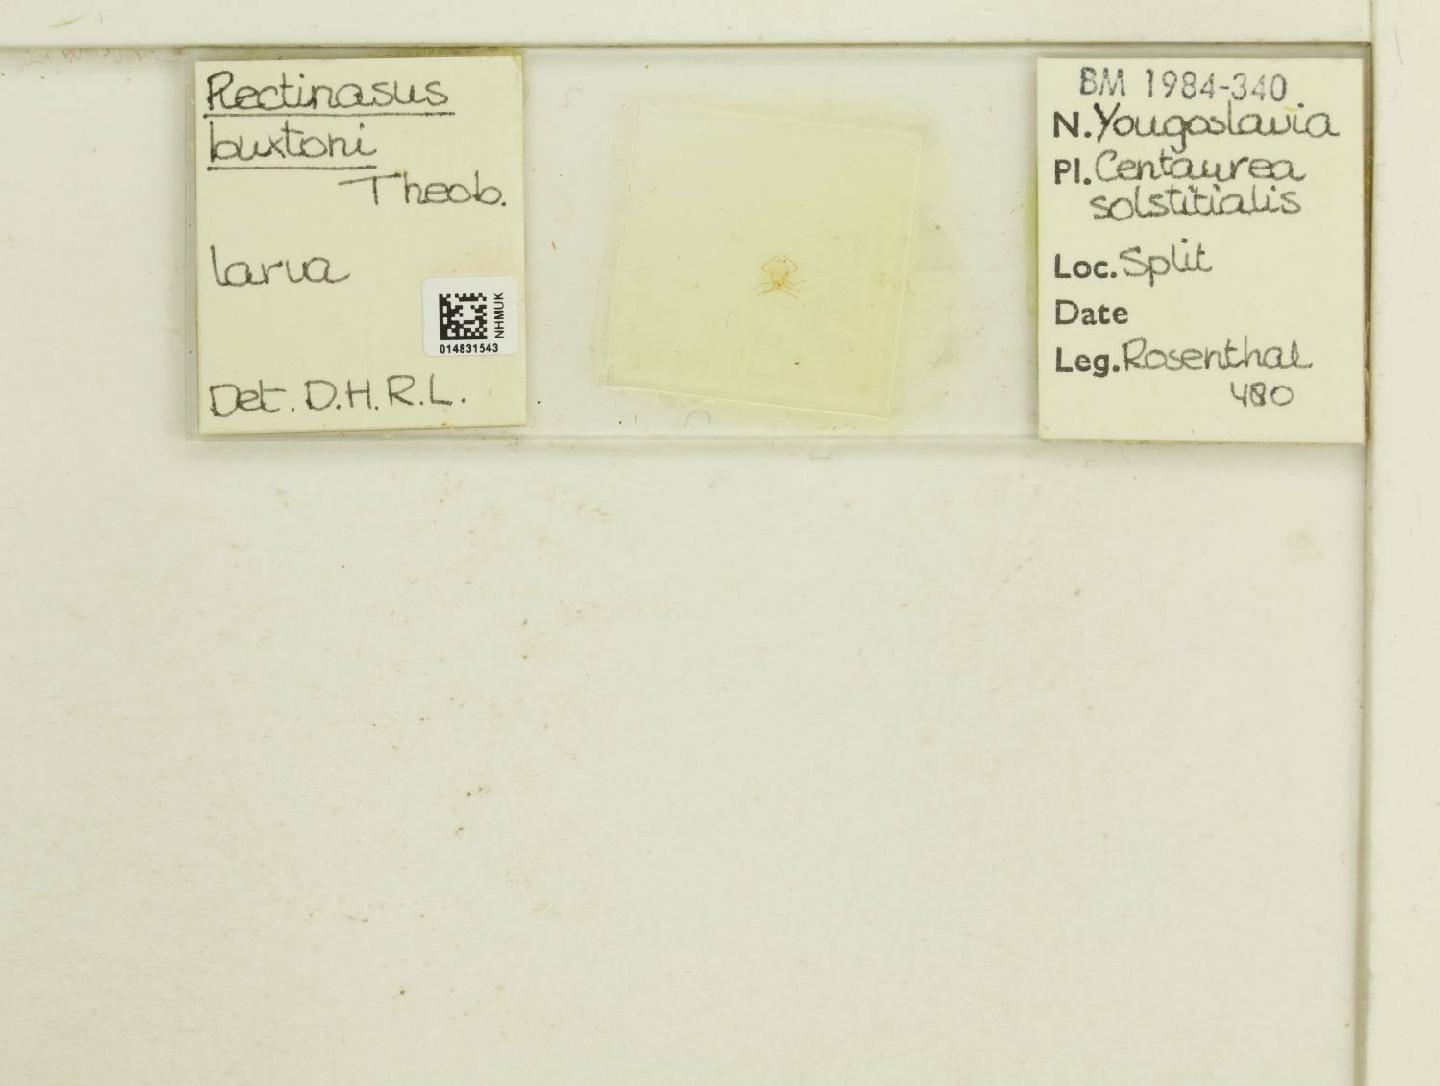 Rectinasus
buxtoni
Theob.
larva
NHMUK
014831543
Det. D.H.R.L.
BM 1984-340
N. Yougoslavia
Pl. Centaurea
solstitialis
Loc. Split
Date
Leg. Rosenthal
480